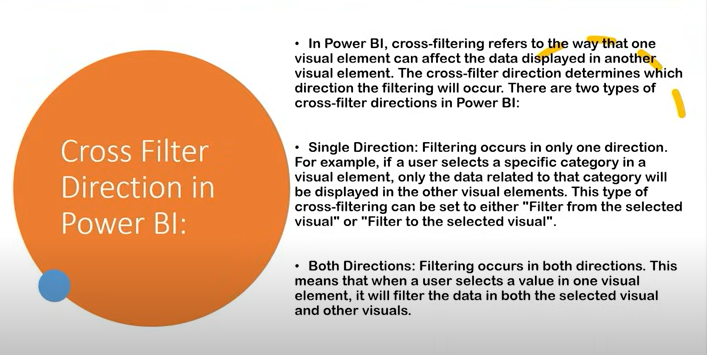 Cross Filter
Direction in
Power BI:
• In Power BI, cross-filtering refers to the way that one
visual element can affect the data displayed in another
visual element. The cross-filter direction determines which
direction the filtering will occur. There are two types of
cross-filter directions in Power BI:
• Single Direction: Filtering occurs in only one direction.
For example, if a user selects a specific category in a
visual element, only the data related to that category will
be displayed in the other visual elements. This type of
cross-filtering can be set to either "Filter from the selected
visual" or "Filter to the selected visual".
• Both Directions: Filtering occurs in both directions. This
means that when a user selects a value in one visual
element, it will filter the data in both the selected visual
and other visuals.